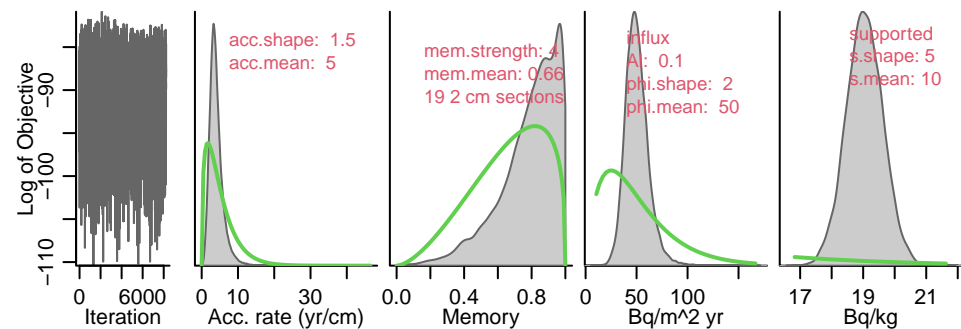 Log of Objective
−110
−100
−90
0
6000
Iteration
acc.shape: 1.5
acc.mean: 5
0
10
30
Acc. rate (yr/cm)
mem.strength: 4
mem.mean: 0.66
19 2 cm sections
0.0
0.4
0.8
Memory
influx
Al: 0.1
phi.shape: 2
phi.mean: 50
0
50
100
Bq/m^2 yr
supported
s.shape: 5
s.mean: 10
17
19
21
Bq/kg